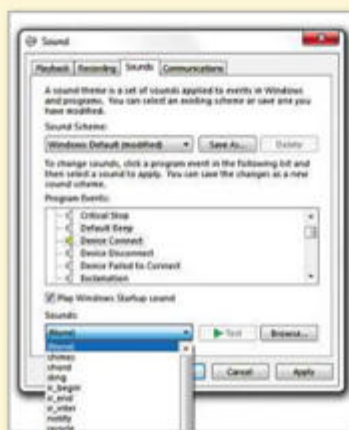 Sound
Playback Recording Sounds Communications
A sound theme is a set of sounds applied to events in Windows
and programs. You can select an existing scheme or save one you
have modified.
Sound Scheme:
Windows Default (modified) Save As... Delete
To change sounds, click a program event in the following list and
then select a sound to apply. You can save the changes as a new
sound scheme.
Program Events:
Critical Stop
Default Beep
Device Connect
Device Disconnect
Device Failed to Connect
Exclamation
Play Windows Startup sound
Sounds:
(None) Test Browse...
(None)
chimes
chord
ding
ir_begin
ir_end
ir_inter
notify
recycle
Cancel Apply